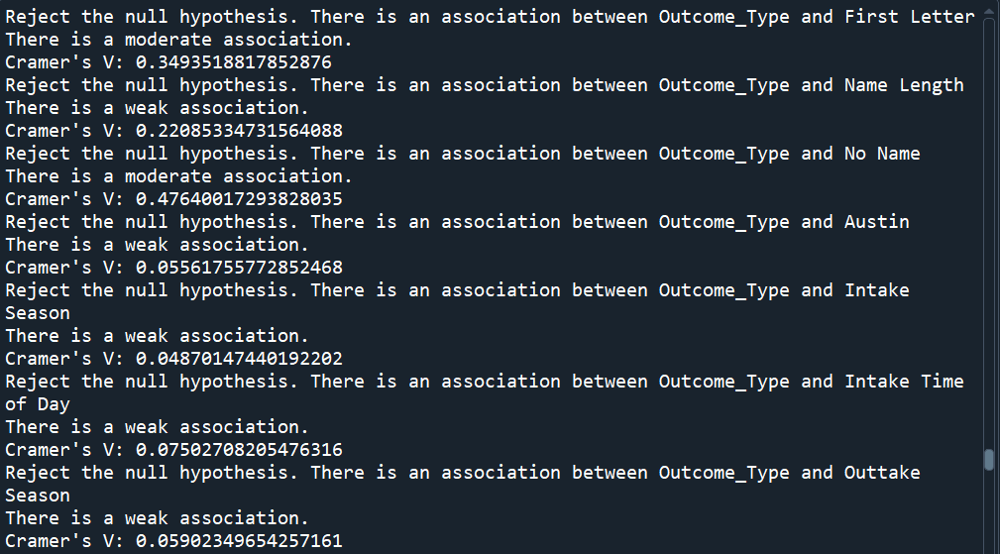 Reject the null hypothesis. There is an association between Outcome_Type and First Letter
There is a moderate association.
Cramer's V: 0.3493518817852876
Reject the null hypothesis. There is an association between Outcome_Type and Name Length
There is a weak association.
Cramer's V: 0.22085334731564088
Reject the null hypothesis. There is an association between Outcome_Type and No Name
There is a moderate association.
Cramer's V: 0.47640017293828035
Reject the null hypothesis. There is an association between Outcome_Type and Austin
There is a weak association.
Cramer's V: 0.05561755772852468
Reject the null hypothesis. There is an association between Outcome_Type and Intake
Season
There is a weak association.
Cramer's V: 0.04870147440192202
Reject the null hypothesis. There is an association between Outcome_Type and Intake Time
of Day
There is a weak association.
Cramer's V: 0.07502708205476316
Reject the null hypothesis. There is an association between Outcome_Type and Outtake
Season
There is a weak association.
Cramer's V: 0.05902349654257161